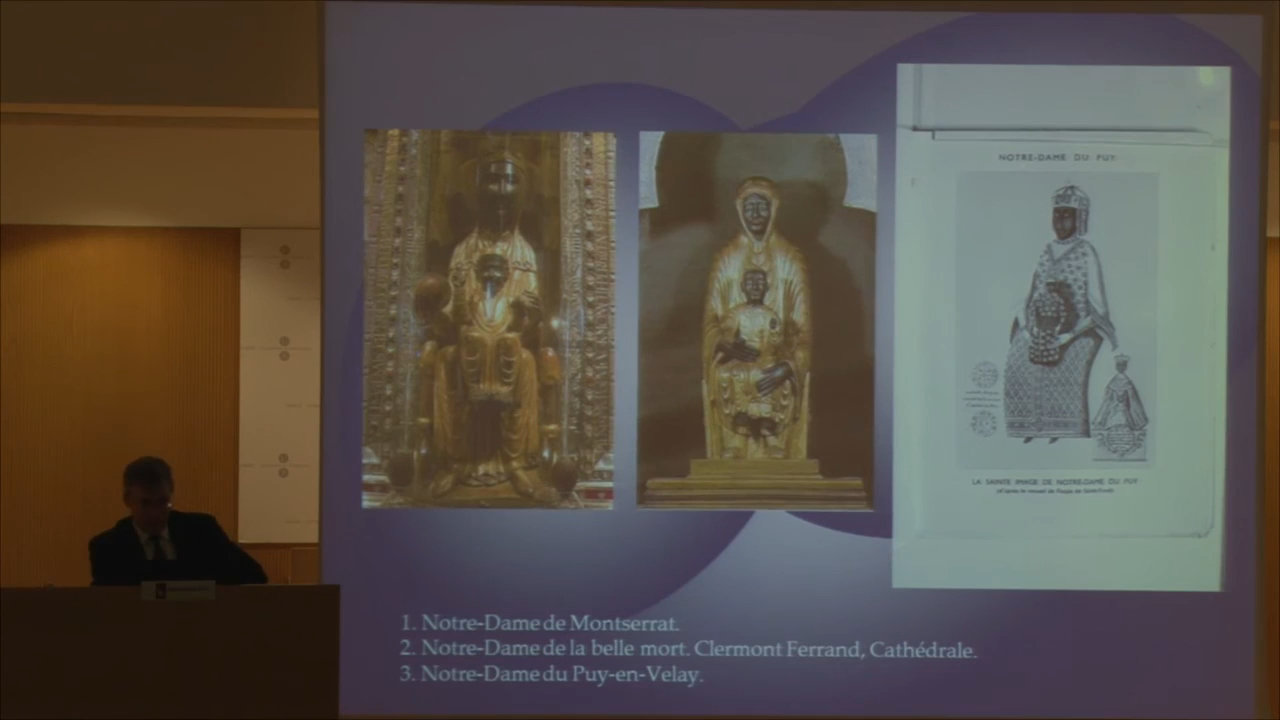 NOTRE-DAME DU PUY
LA SAINTE IMAGE DE NOTRE-DAME DU PUY
1. Notre-Dame de Montserrat.
2. Notre-Dame de la belle mort. Clermont Ferrand, Cathédrale.
3. Notre-Dame du Puy-en-Velay.